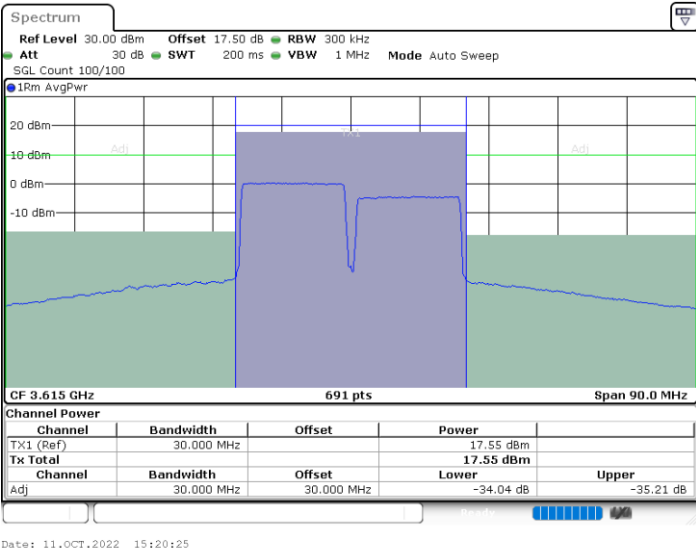 Spectrum
Ref Level 30.00 dBm Offset 17.50 dB RBW 300 kHz
Att 30 dB SWT 200 ms VBW 1 MHz Mode Auto Sweep
SGL Count 100/100
1Rm AvgPwr
20 dBm
TX1
Adj Adj
10 dBm
0 dBm
-10 dBm
CF 3.615 GHz 691 pts Span 90.0 MHz
Channel Power
Channel Bandwidth Offset Power
TX1 (Ref) 30.000 MHz 17.55 dBm
Tx Total 17.55 dBm
Channel Bandwidth Offset Lower Upper
Adj 30.000 MHz 30.000 MHz -34.04 dB -35.21 dB
Ready
Date: 11.OCT.2022 15:20:25